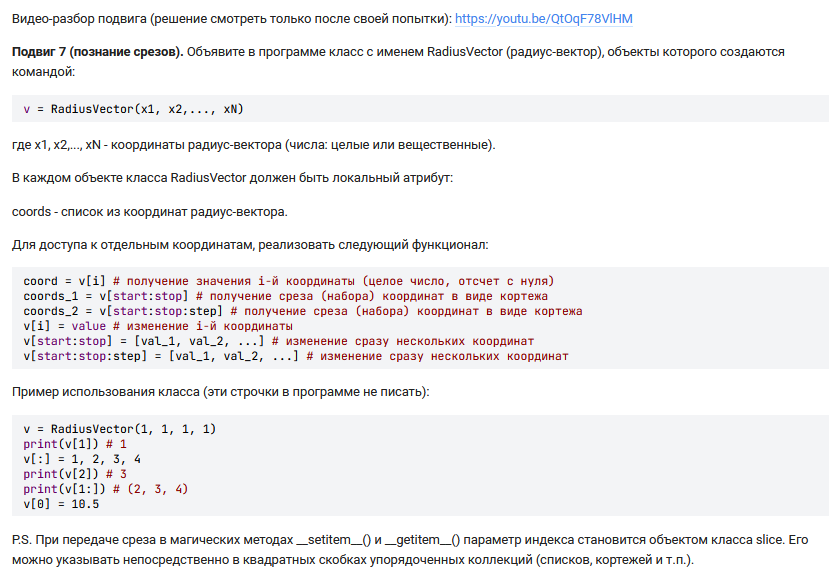 Видео-разбор подвига (решение смотреть только после своей попытки): https://youtu.be/QtOqF78VlHM
Подвиг 7 (познание срезов). Объявите в программе класс с именем RadiusVector (радиус-вектор), объекты которого создаются
командой:
v = RadiusVector(x1, x2,..., xN)
где x1, x2,..., xN - координаты радиус-вектора (числа: целые или вещественные).
В каждом объекте класса RadiusVector должен быть локальный атрибут:
coords - список из координат радиус-вектора.
Для доступа к отдельным координатам, реализовать следующий функционал:
coord = v[i] # получение значения i-й координаты (целое число, отсчет с нуля)
coords_1 = v[start:stop] # получение среза (набора) координат в виде кортежа
coords_2 = v[start:stop:step] # получение среза (набора) координат в виде кортежа
v[i] = value # изменение i-й координаты
v[start:stop] = [val_1, val_2, ...] # изменение сразу нескольких координат
v[start:stop:step] = [val_1, val_2, ...] # изменение сразу нескольких координат
Пример использования класса (эти строчки в программе не писать):
v = RadiusVector(1, 1, 1, 1)
print(v[1]) # 1
v[:] = 1, 2, 3, 4
print(v[2]) # 3
print(v[1:]) # (2, 3, 4)
v[0] = 10.5
P.S. При передаче среза в магических методах __setitem__() и __getitem__() параметр индекса становится объектом класса slice. Его
можно указывать непосредственно в квадратных скобках упорядоченных коллекций (списков, кортежей и т.п.).